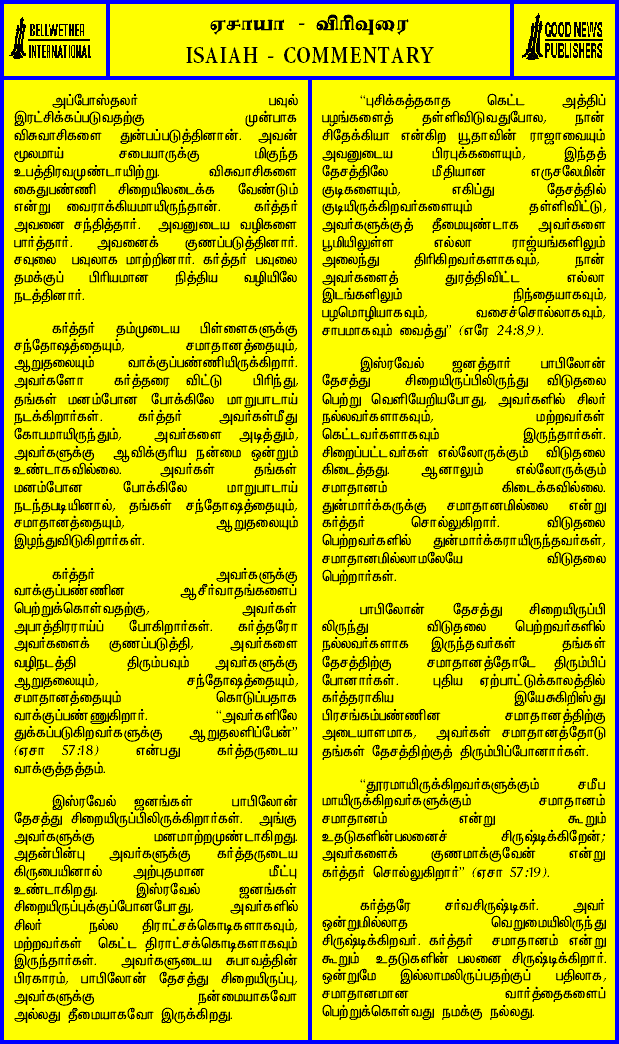 BELLWETHER
INTERNATIONAL
ஏசாயா - விரிவுரை
ISAIAH - COMMENTARY
GOOD NEWS
PUBLISHERS
அப்போஸ்தலர் பவுல்
இரட்சிக்கப்படுவதற்கு முன்பாக
விசுவாசிகளை துன்பப்படுத்தினான். அவன்
மூலமாய் சபையாருக்கு மிகுந்த
உபத்திரவமுண்டாயிற்று. விசுவாசிகளை
கைதுபண்ணி சிறையிலடைக்க வேண்டும்
என்று வைராக்கியமாயிருந்தான். கர்த்தர்
அவனை சந்தித்தார். அவனுடைய வழிகளை
பார்த்தார். அவனைக் குணப்படுத்தினார்.
சவுலை பவுலாக மாற்றினார். கர்த்தர் பவுலை
தமக்குப் பிரியமான நித்திய வழியிலே
நடத்தினார்.
கர்த்தர் தம்முடைய பிள்ளைகளுக்கு
சந்தோஷத்தையும், சமாதானத்தையும்,
ஆறுதலையும் வாக்குப்பண்ணியிருக்கிறார்.
அவர்களோ கர்த்தரை விட்டு பிரிந்து,
தங்கள் மனம்போன போக்கிலே மாறுபாடாய்
நடக்கிறார்கள். கர்த்தர் அவர்கள்மீது
கோபமாயிருந்தும், அவர்களை அடித்தும்,
அவர்களுக்கு ஆவிக்குரிய நன்மை ஒன்றும்
உண்டாகவில்லை. அவர்கள் தங்கள்
மனம்போன போக்கிலே மாறுபாடாய்
நடந்தபடியினால், தங்கள் சந்தோஷத்தையும்,
சமாதானத்தையும், ஆறுதலையும்
இழந்துவிடுகிறார்கள்.
கர்த்தர் அவர்களுக்கு
வாக்குப்பண்ணின ஆசீர்வாதங்களைப்
பெற்றுக்கொள்வதற்கு, அவர்கள்
அபாத்திரராய்ப் போகிறார்கள். கர்த்தரோ
அவர்களைக் குணப்படுத்தி, அவர்களை
வழிநடத்தி திரும்பவும் அவர்களுக்கு
ஆறுதலையும், சந்தோஷத்தையும்,
சமாதானத்தையும் கொடுப்பதாக
வாக்குப்பண்ணுகிறார். “அவர்களிலே
துக்கப்படுகிறவர்களுக்கு ஆறுதலளிப்பேன்”
(ஏசா 57:18) என்பது கர்த்தருடைய
வாக்குத்தத்தம்.
இஸ்ரவேல் ஜனங்கள் பாபிலோன்
தேசத்து சிறையிருப்பிலிருக்கிறார்கள். அங்கு
அவர்களுக்கு மனமாற்றமுண்டாகிறது.
அதன்பின்பு அவர்களுக்கு கர்த்தருடைய
கிருபையினால் அற்புதமான மீட்பு
உண்டாகிறது. இஸ்ரவேல் ஜனங்கள்
சிறையிருப்புக்குப்போனபோது, அவர்களில்
சிலர் நல்ல திராட்சக்கொடிகளாகவும்,
மற்றவர்கள் கெட்ட திராட்சக்கொடிகளாகவும்
இருந்தார்கள். அவர்களுடைய சுபாவத்தின்
பிரகாரம், பாபிலோன் தேசத்து சிறையிருப்பு,
அவர்களுக்கு நன்மையாகவோ
அல்லது தீமையாகவோ இருக்கிறது.
“புசிக்கத்தகாத கெட்ட அத்திப்
பழங்களைத் தள்ளிவிடுவதுபோல, நான்
சிதேக்கியா என்கிற யூதாவின் ராஜாவையும்
அவனுடைய பிரபுக்களையும், இந்தத்
தேசத்திலே மீதியான எருசலேமின்
குடிகளையும், எகிப்து தேசத்தில்
குடியிருக்கிறவர்களையும் தள்ளிவிட்டு,
அவர்களுக்குத் தீமையுண்டாக அவர்களை
பூமியிலுள்ள எல்லா ராஜ்யங்களிலும்
அலைந்து திரிகிறவர்களாகவும், நான்
அவர்களைத் துரத்திவிட்ட எல்லா
இடங்களிலும் நிந்தையாகவும்,
பழமொழியாகவும், வசைச்சொல்லாகவும்,
சாபமாகவும் வைத்து” (எரே 24:8,9).
இஸ்ரவேல் ஜனத்தார் பாபிலோன்
தேசத்து சிறையிருப்பிலிருந்து விடுதலை
பெற்று வெளியேறியபோது, அவர்களில் சிலர்
நல்லவர்களாகவும், மற்றவர்கள்
கெட்டவர்களாகவும் இருந்தார்கள்.
சிறைப்பட்டவர்கள் எல்லோருக்கும் விடுதலை
கிடைத்தது. ஆனாலும் எல்லோருக்கும்
சமாதானம் கிடைக்கவில்லை.
துன்மார்க்கருக்கு சமாதானமில்லை என்று
கர்த்தர் சொல்லுகிறார். விடுதலை
பெற்றவர்களில் துன்மார்க்கராயிருந்தவர்கள்,
சமாதானமில்லாமலேயே விடுதலை
பெற்றார்கள்.
பாபிலோன் தேசத்து சிறையிருப்பி
லிருந்து விடுதலை பெற்றவர்களில்
நல்லவர்களாக இருந்தவர்கள் தங்கள்
தேசத்திற்கு சமாதானத்தோடே திரும்பிப்
போனார்கள். புதிய ஏற்பாட்டுக்காலத்தில்
கர்த்தராகிய இயேசுகிறிஸ்து
பிரசங்கம்பண்ணின சமாதானத்திற்கு
அடையாளமாக, அவர்கள் சமாதானத்தோடு
தங்கள் தேசத்திற்குத் திரும்பிப்போனார்கள்.
“தூரமாயிருக்கிறவர்களுக்கும் சமீப
மாயிருக்கிறவர்களுக்கும் சமாதானம்
சமாதானம் என்று கூறும்
உதடுகளின்பலனைச் சிருஷ்டிக்கிறேன்;
அவர்களைக் குணமாக்குவேன் என்று
கர்த்தர் சொல்லுகிறார்” (ஏசா 57:19).
கர்த்தரே சர்வசிருஷ்டிகர். அவர்
ஒன்றுமில்லாத வெறுமையிலிருந்து
சிருஷ்டிக்கிறவர். கர்த்தர் சமாதானம் என்று
கூறும் உதடுகளின் பலனை சிருஷ்டிக்கிறார்.
ஒன்றுமே இல்லாமலிருப்பதற்குப் பதிலாக,
சமாதானமான வார்த்தைகளைப்
பெற்றுக்கொள்வது நமக்கு நல்லது.